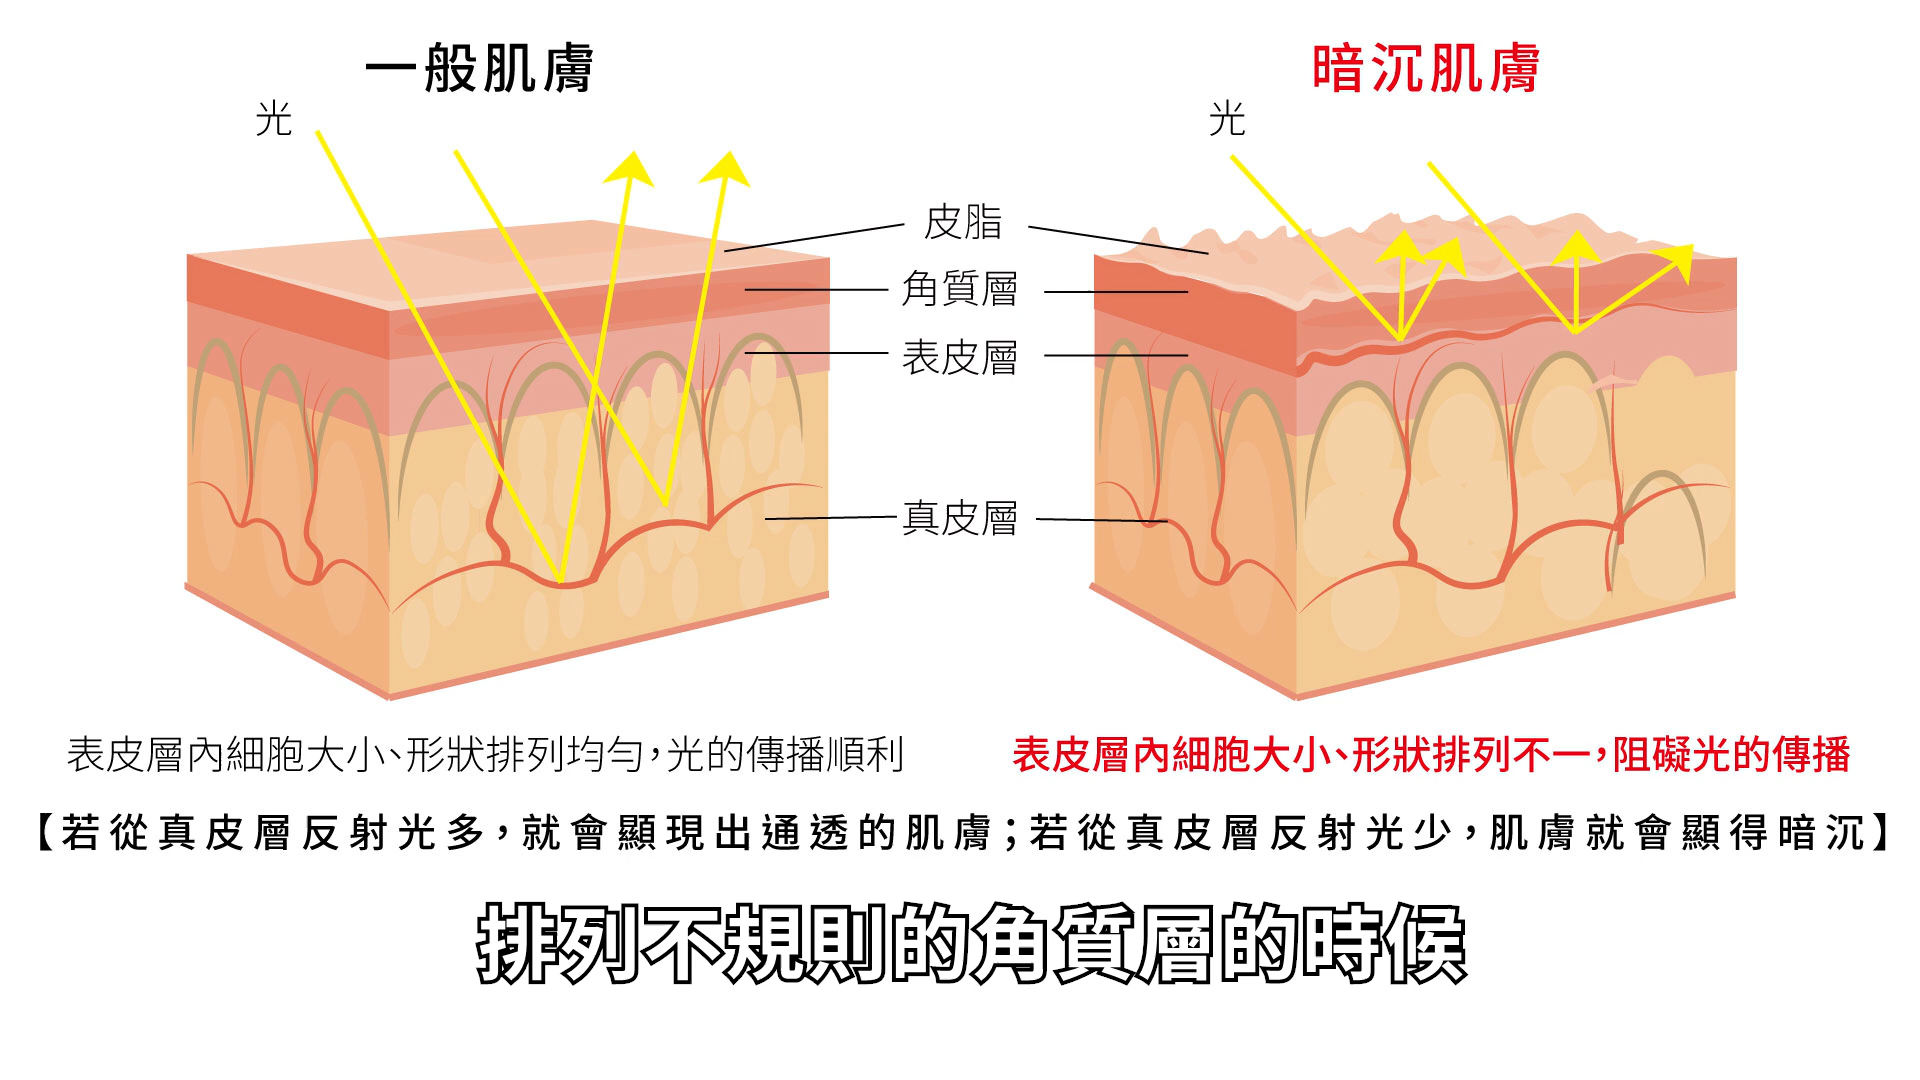 一般肌膚
暗沉肌膚
光
光
皮脂
角質層
表皮層
真皮層
表皮層內細胞大小、形狀排列均勻，光的傳播順利
表皮層內細胞大小、形狀排列不一，阻礙光的傳播
【若從真皮層反射光多，就會顯現出通透的肌膚；若從真皮層反射光少，肌膚就會顯得暗沉】
排列不規則的角質層的時候